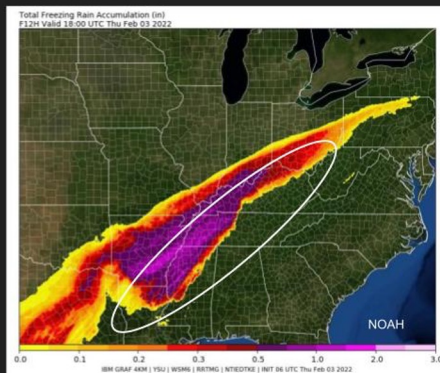 Total Freezing Rain Accumulation (in)
F12H Valid 18:00 UTC Thu Feb 03 2022
NOAH
0.0 0.1 0.2 0.3 0.5 1.0 2.0 3.0
IBM GRAF 4KM | YSU | WSM6 | RRTMG | NTIEDTKE | INIT 06 UTC Thu Feb 03 2022